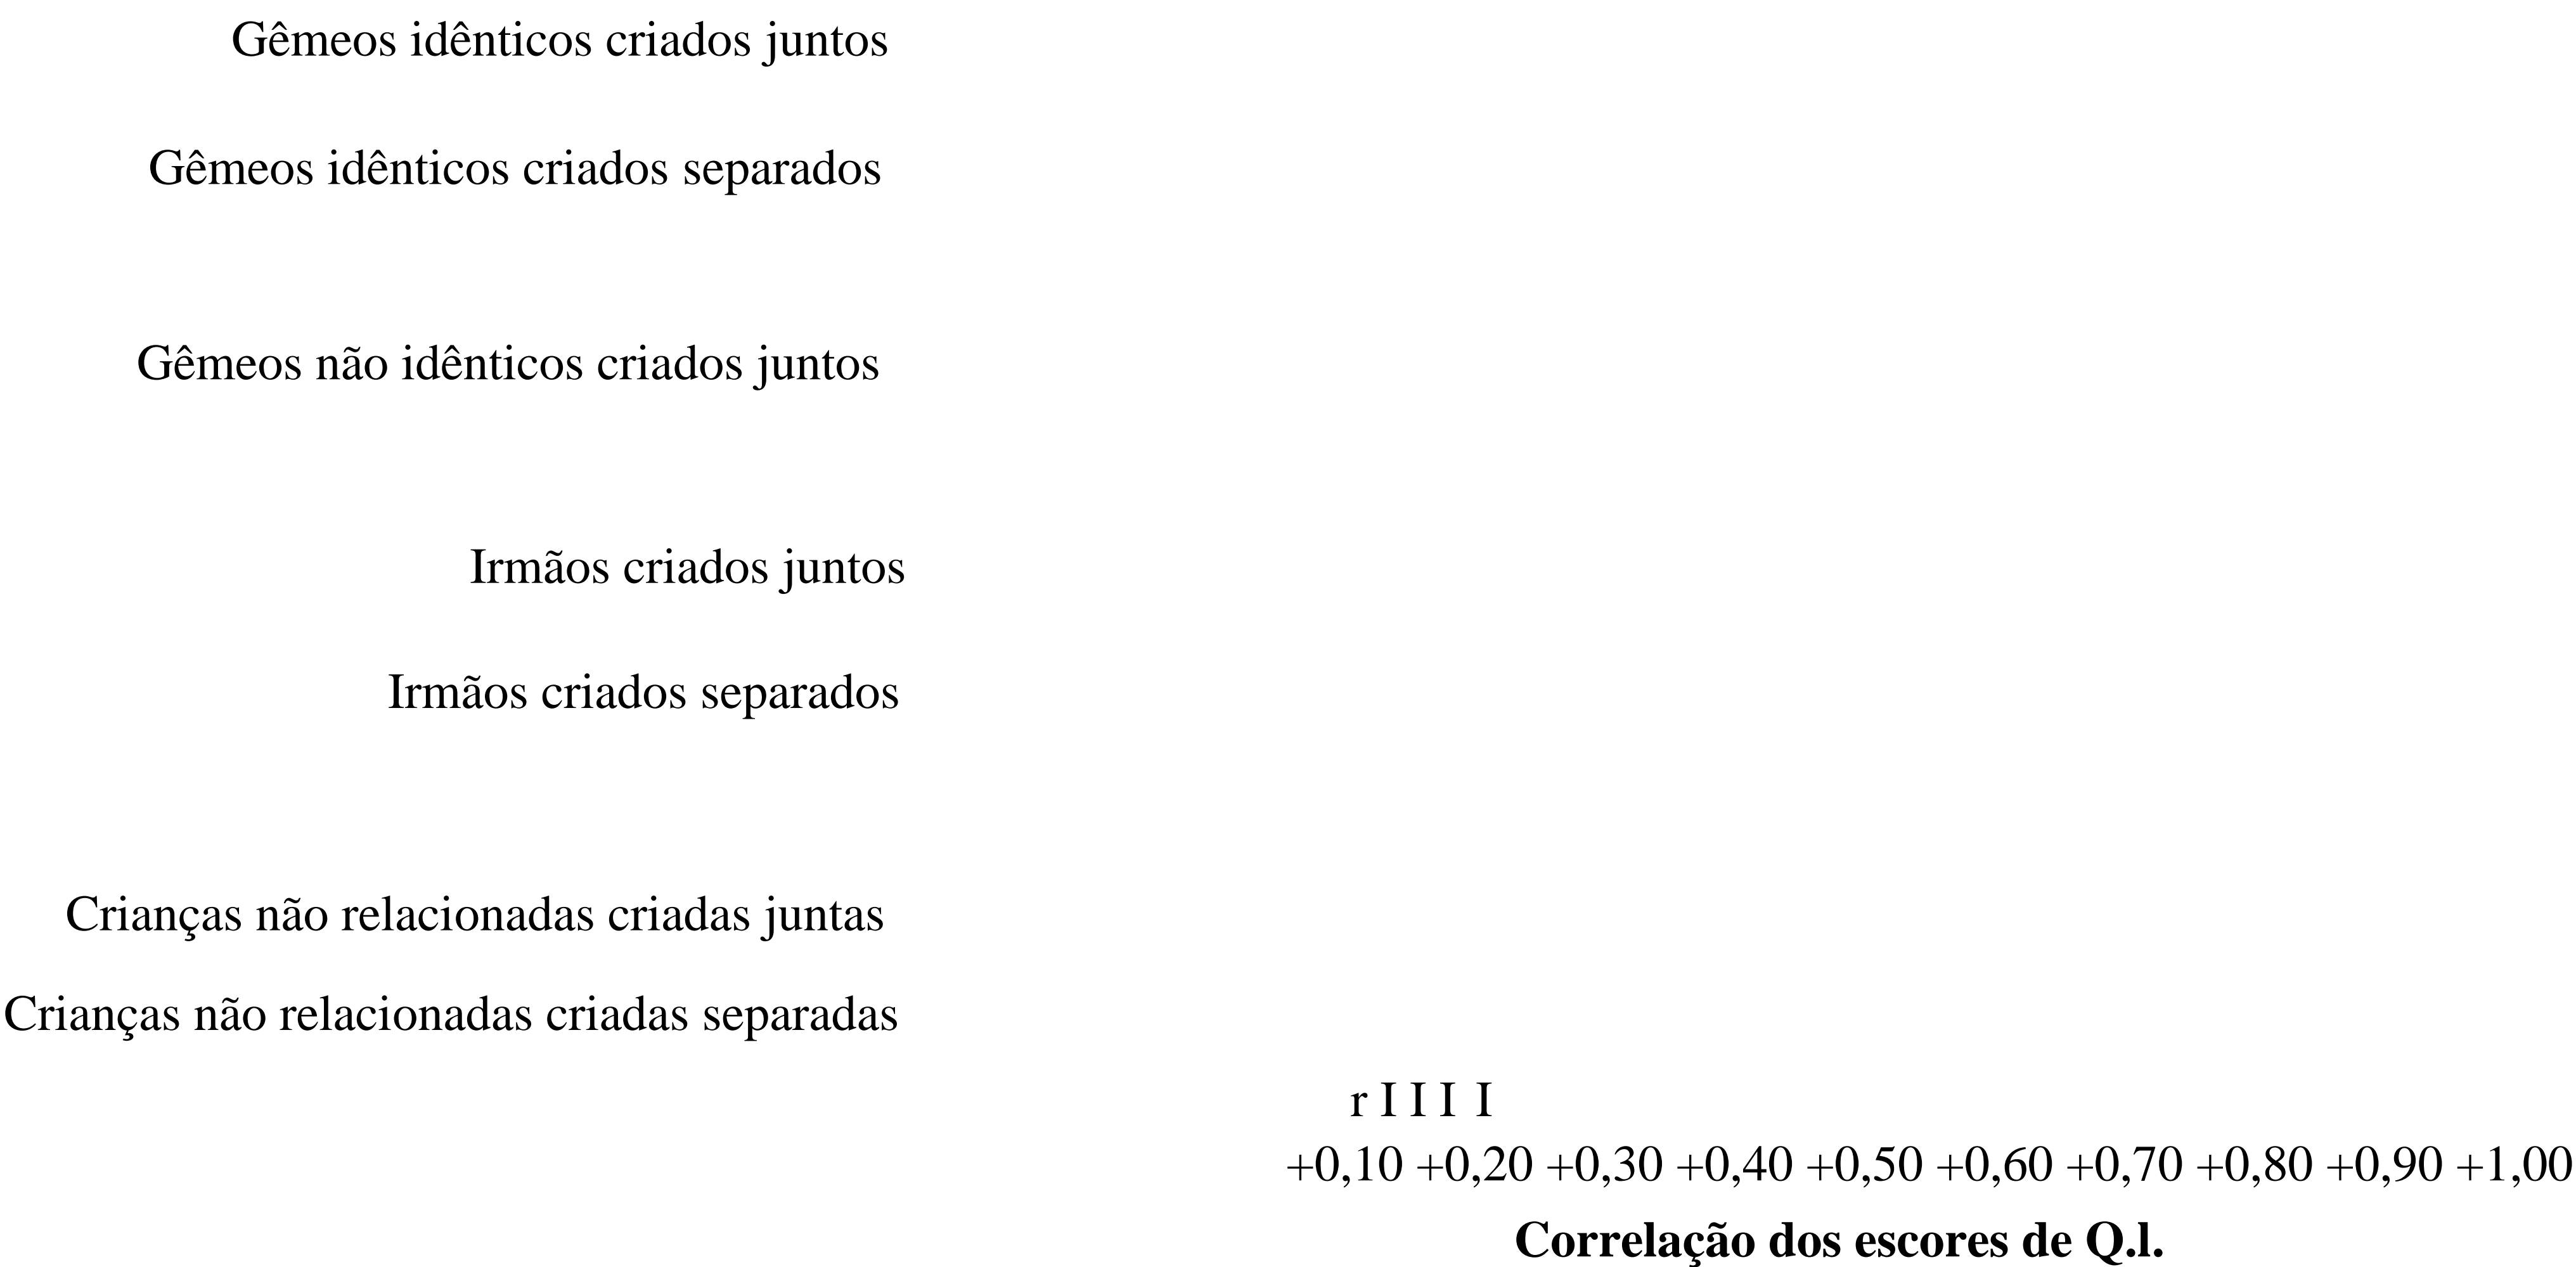 Gêmeos idênticos criados juntos
Gêmeos idênticos criados separados
Gêmeos não idênticos criados juntos
Irmãos criados juntos
Irmãos criados separados
Crianças não relacionadas criadas juntas
Crianças não relacionadas criadas separadas
r I I I I
+0,10 +0,20 +0,30 +0,40 +0,50 +0,60 +0,70 +0,80 +0,90 +1,00
Correlação dos escores de Q.l.